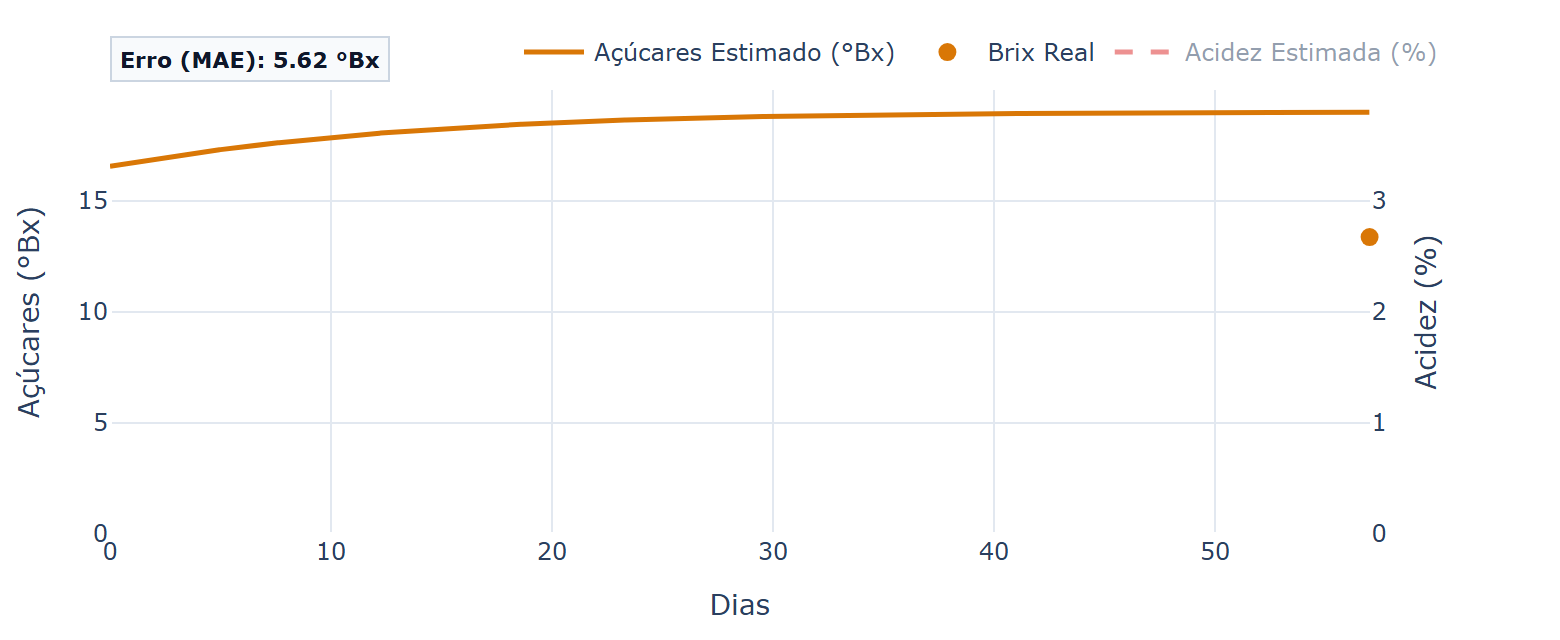 Erro (MAE): 5.62 ºBx
Açúcares Estimado (°Bx)
Brix Real
Acidez Estimada (%)
Açúcares (°Bx)
15
10
5
0
3
2
1
0
Acidez (%)
0
10
20
30
40
50
Dias